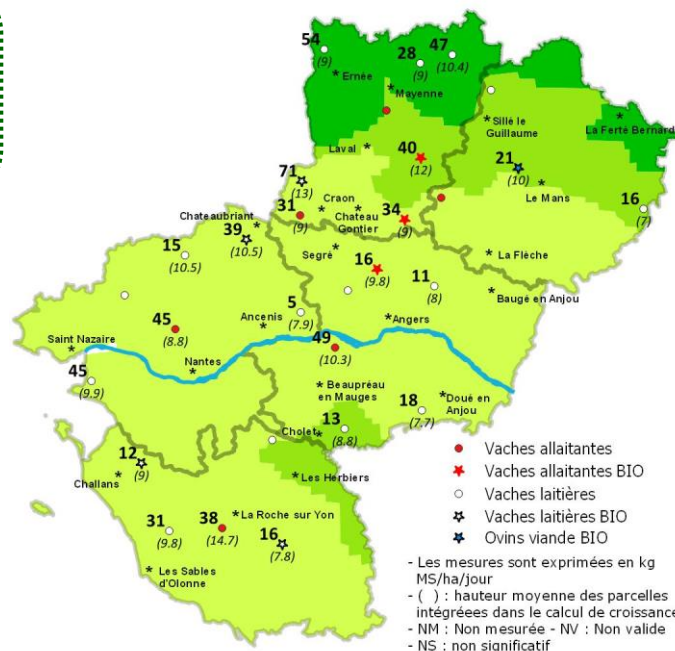 54
(9)
28
(9)
47
(10.4)
Ernée
Mayenne
Sillé le
Guillaume
La Ferté Bernard
Laval
40
(12)
21
(10)
71
(13)
Craon
Chateau
Gontier
Le Mans
16
(7)
31
(9)
34
(9)
Chateaubriant
39
(10.5)
15
(10.5)
Segré
16
(9.8)
11
(8)
La Flèche
Baugé en Anjou
5
(7.9)
Angers
Ancenis
45
(8.8)
49
(10.3)
Saint Nazaire
Nantes
45
(9.9)
Beaupréau
en Mauges
18
(7.7)
Doué en
Anjou
13
(8.8)
Cholet
12
(9)
Challans
Les Herbiers
31
(9.8)
38
(14.7)
La Roche sur Yon
16
(7.8)
Les Sables
d'Olonne
Vaches allaitantes
Vaches allaitantes BIO
Vaches laitières
Vaches laitières BIO
Ovins viande BIO
- Les mesures sont exprimées en kg
MS/ha/jour
- ( ) : hauteur moyenne des parcelles
intégréees dans le calcul de croissance
- NM : Non mesurée - NV : Non valide
- NS : non significatif